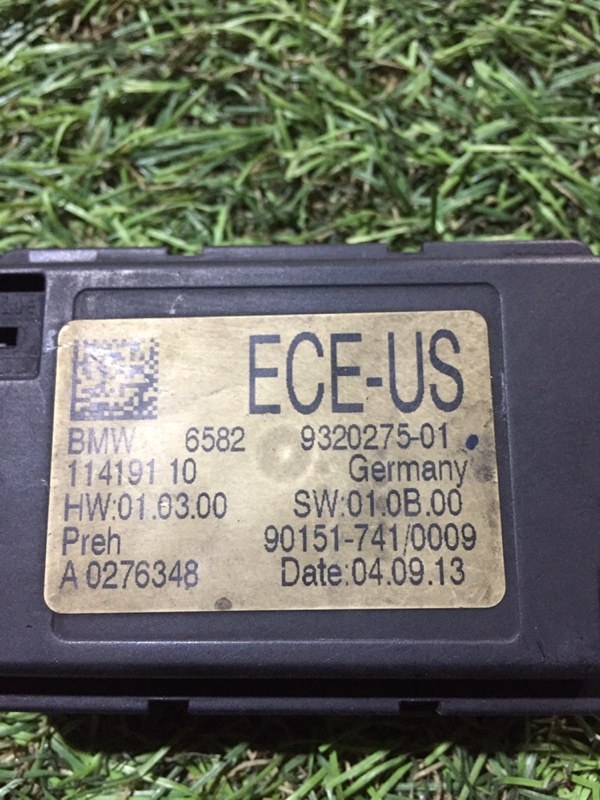 ECE-US
BMW 6582 9320275-01
114191 10 Germany
HW:01.03.00 SW:01.0B.00
Preh 90151-741/0009
A 0276348 Date:04.09.13